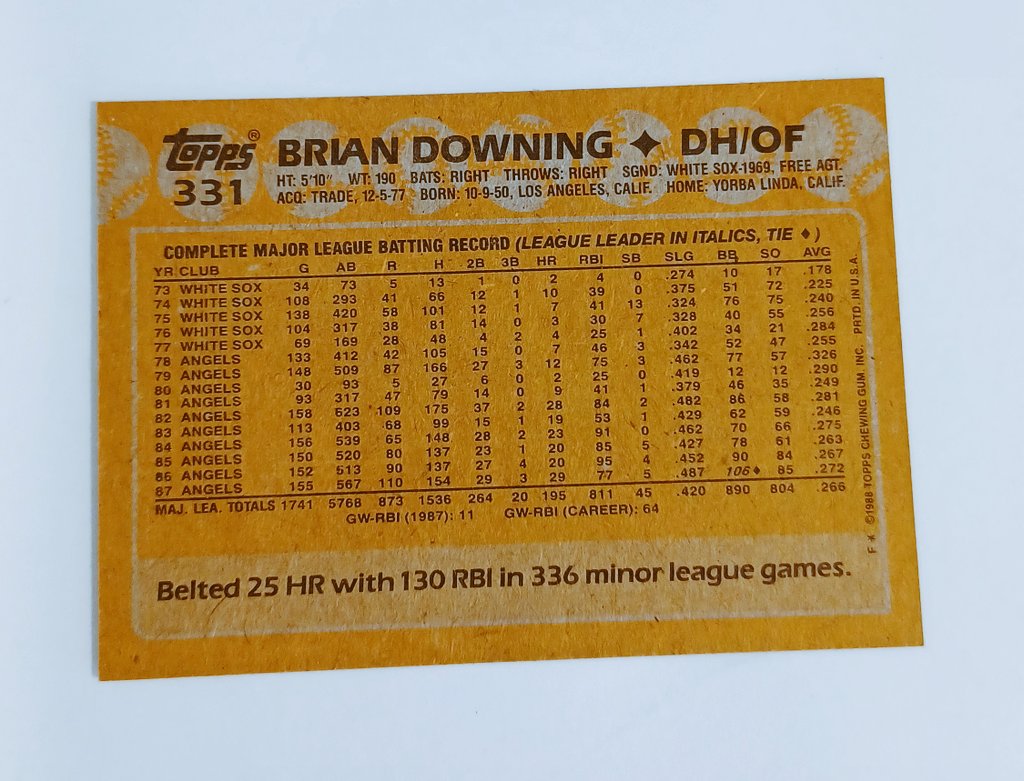 Topps®
331
BRIAN DOWNING ✦ DH/OF
HT: 5'10" WT: 190 BATS: RIGHT THROWS: RIGHT SGND: WHITE SOX-1969, FREE AGT.
ACQ: TRADE, 12-5-77 BORN: 10-9-50, LOS ANGELES, CALIF. HOME: YORBA LINDA, CALIF.
COMPLETE MAJOR LEAGUE BATTING RECORD (LEAGUE LEADER IN ITALICS, TIE ♦)
YR CLUB G AB R H 2B 3B HR RBI SB SLG BB SO AVG
73 WHITE SOX 34 73 5 13 1 0 2 4 0 .274 10 17 .178
74 WHITE SOX 108 293 41 66 12 1 10 39 0 .375 51 72 .225
75 WHITE SOX 138 420 58 101 12 1 7 41 13 .324 76 75 .240
76 WHITE SOX 104 317 38 81 14 0 3 30 7 .328 40 55 .256
77 WHITE SOX 69 169 28 48 4 2 4 25 1 .402 34 21 .284
78 ANGELS 133 412 42 105 15 0 7 46 3 .342 52 47 .255
79 ANGELS 148 509 87 166 27 3 12 75 3 .462 77 57 .326
80 ANGELS 30 93 5 27 6 0 2 25 0 .419 12 12 .290
81 ANGELS 93 317 47 79 14 0 9 41 1 .379 46 35 .249
82 ANGELS 158 623 109 175 37 2 28 84 2 .482 86 58 .281
83 ANGELS 113 403 68 99 15 1 19 53 1 .429 62 59 .246
84 ANGELS 156 539 65 148 28 2 23 91 0 .462 70 66 .275
85 ANGELS 150 520 80 137 23 1 20 85 5 .427 78 61 .263
86 ANGELS 152 513 90 137 27 4 20 95 4 .452 90 84 .267
87 ANGELS 155 567 110 154 29 3 29 77 5 .487 106♦ 85 .272
MAJ. LEA. TOTALS 1741 5768 873 1536 264 20 195 811 45 .420 890 804 .266
GW-RBI (1987): 11 GW-RBI (CAREER): 64
Belted 25 HR with 130 RBI in 336 minor league games.
F ✶ ©1988 TOPPS CHEWING GUM INC. PRTD. IN U.S.A.